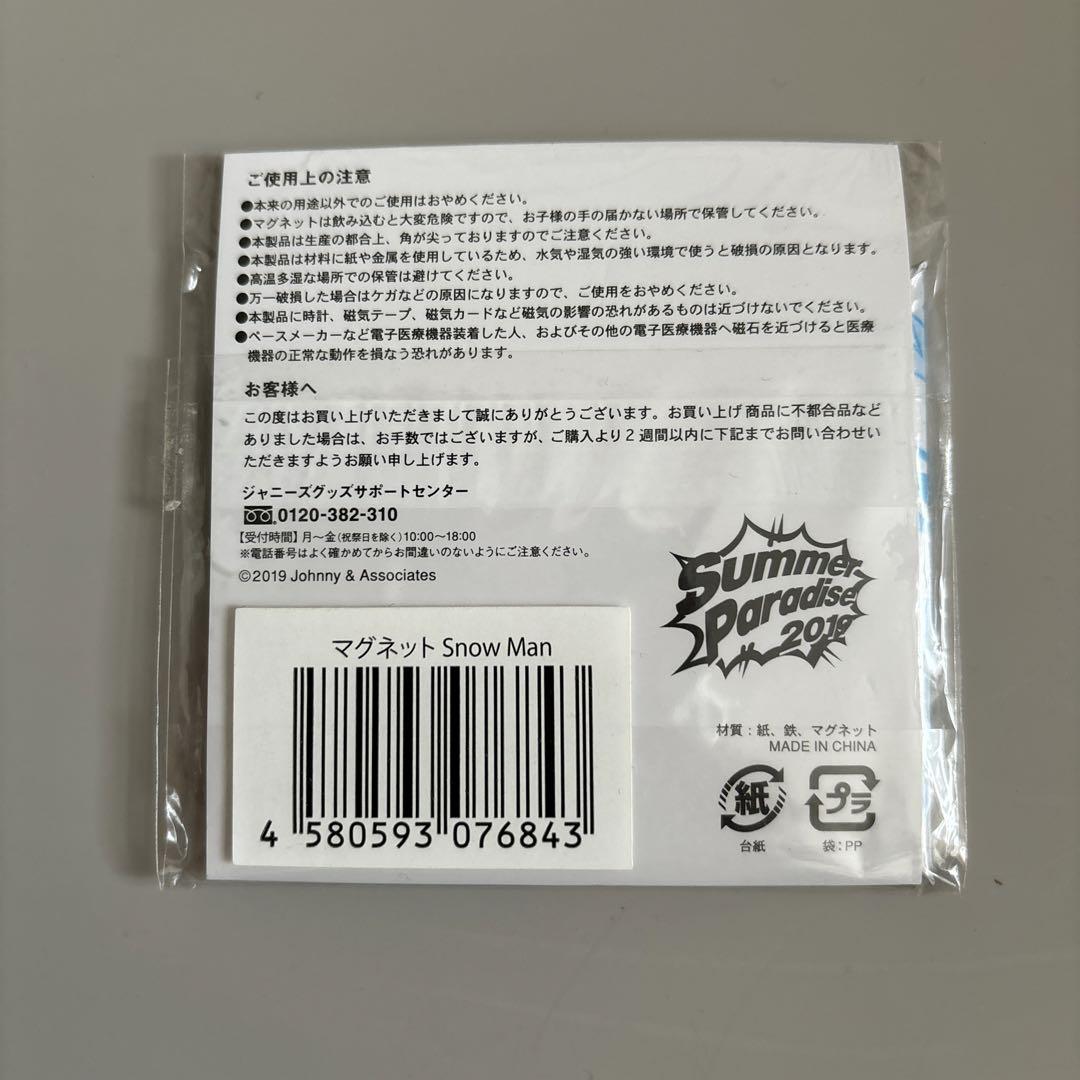 ご使用上の注意
●本来の用途以外でのご使用はおやめください。
●マグネットは飲み込むと大変危険ですので、お子様の手の届かない場所で保管してください。
●本製品は生産の都合上、角が尖っておりますのでご注意ください。
●本製品は材料に紙や金属を使用しているため、水気や湿気の強い環境で使うと破損の原因となります。
●高温多湿な場所での保管は避けてください。
●万一破損した場合はケガなどの原因になりますので、ご使用をおやめください。
●本製品に時計、磁気テープ、磁気カードなど磁気の影響の恐れがあるものは近づけないでください。
●ペースメーカーなど電子医療機器装着した人、およびその他の電子医療機器へ磁石を近づけると医療
機器の正常な動作を損なう恐れがあります。
お客様へ
この度はお買い上げいただきまして誠にありがとうございます。お買い上げ商品に不都合品など
ありました場合は、お手数ではございますが、ご購入より2週間以内に下記までお問い合わせい
ただきますようお願い申し上げます。
ジャニーズグッズサポートセンター
0120-382-310
【受付時間】月〜金(祝祭日を除く)10:00〜18:00
※電話番号はよく確かめてからお間違いのないようにご注意ください。
©2019 Johnny & Associates
Summer
Paradise
2019
マグネット Snow Man
4 580593 076843
材質：紙、鉄、マグネット
MADE IN CHINA
紙
プラ
台紙
袋：PP